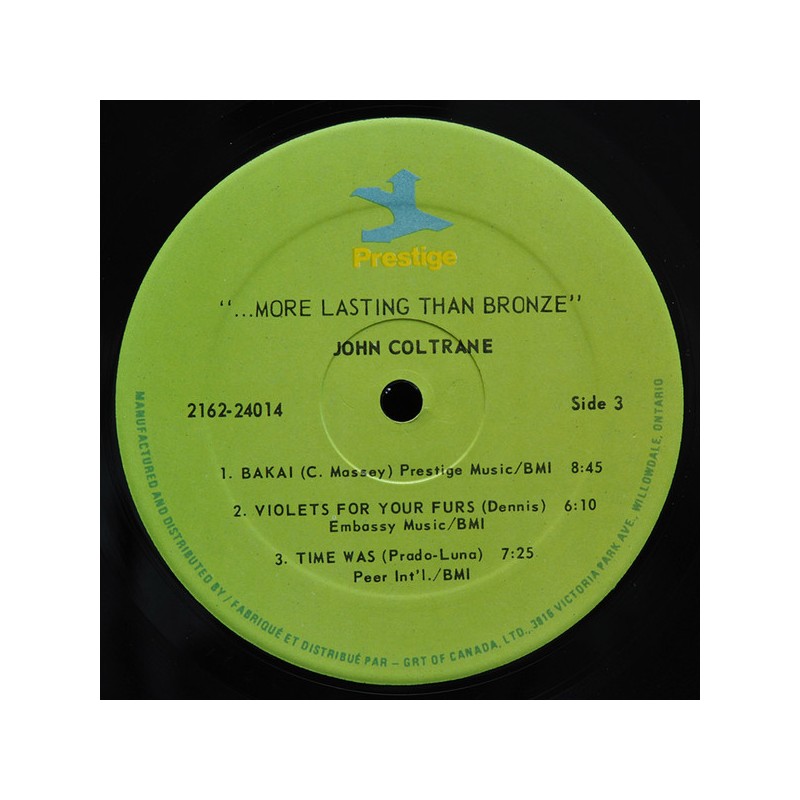 Prestige
"...MORE LASTING THAN BRONZE"
JOHN COLTRANE
2162-24014
Side 3
1. BAKAI (C. Massey) Prestige Music/BMI 8:45
2. VIOLETS FOR YOUR FURS (Dennis) 6:10
Embassy Music/BMI
3. TIME WAS (Prado-Luna) 7:25
Peer Int'l./BMI
MANUFACTURED AND DISTRIBUTED BY / FABRIQUÉ ET DISTRIBUÉ PAR – GRT OF CANADA, LTD., 3816 VICTORIA PARK AVE., WILLOWDALE, ONTARIO